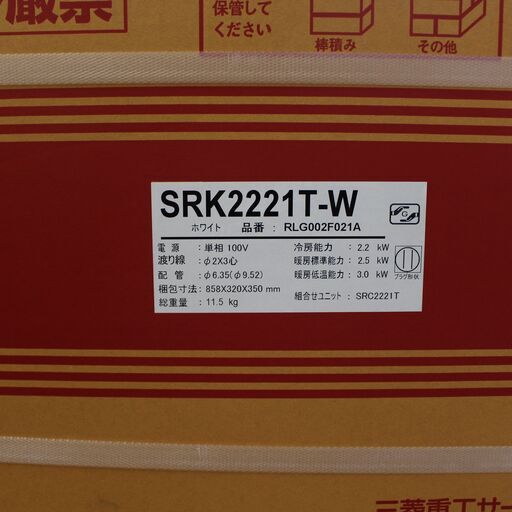 厳禁
保管して
ください
棒積み
その他
SRK2221T-W
ホワイト 品番 : RLG002F021A
電源 : 単相 100V 冷房能力 : 2.2 kW
渡り線 : φ2X3心 暖房標準能力 : 2.5 kW
配管 : φ6.35(φ9.52) 暖房低温能力 : 3.0 kW
プラグ形状
梱包寸法 : 858X320X350 mm
総重量 : 11.5 kg 組合せユニット : SRC2221T
三菱重工サー